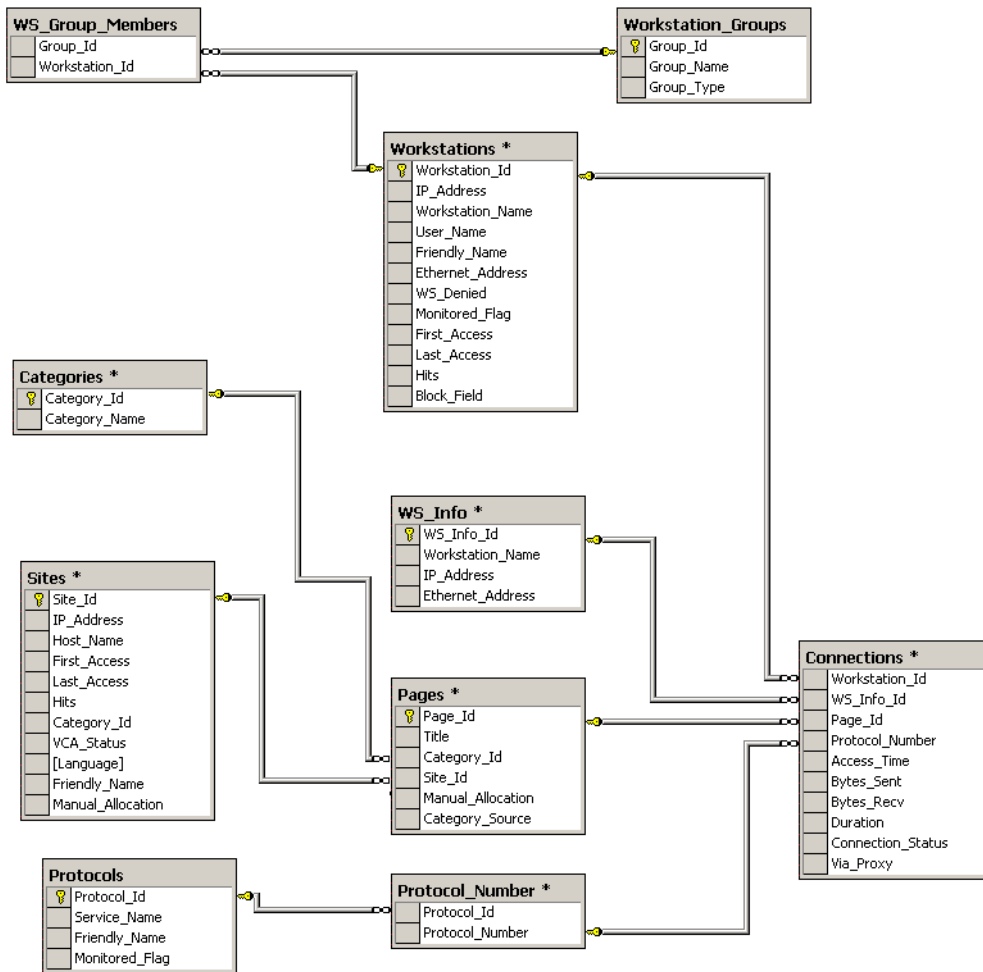 WS_Group_Members
Group_Id
Workstation_Id
Workstation_Groups
Group_Id
Group_Name
Group_Type
Workstations *
Workstation_Id
IP_Address
Workstation_Name
User_Name
Friendly_Name
Ethernet_Address
WS_Denied
Monitored_Flag
First_Access
Last_Access
Hits
Block_Field
Categories *
Category_Id
Category_Name
WS_Info *
WS_Info_Id
Workstation_Name
IP_Address
Ethernet_Address
Sites *
Site_Id
IP_Address
Host_Name
First_Access
Last_Access
Hits
Category_Id
VCA_Status
[Language]
Friendly_Name
Manual_Allocation
Pages *
Page_Id
Title
Category_Id
Site_Id
Manual_Allocation
Category_Source
Connections *
Workstation_Id
WS_Info_Id
Page_Id
Protocol_Number
Access_Time
Bytes_Sent
Bytes_Recv
Duration
Connection_Status
Via_Proxy
Protocols
Protocol_Id
Service_Name
Friendly_Name
Monitored_Flag
Protocol_Number *
Protocol_Id
Protocol_Number